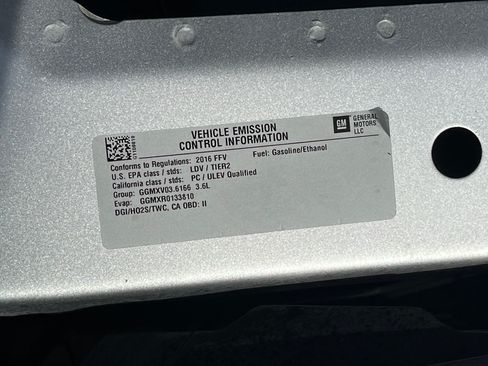 VEHICLE EMISSION
CONTROL INFORMATION
GM GENERAL
MOTORS
LLC
Conforms to Regulations: 2016 FFV Fuel: Gasoline/Ethanol
U.S. EPA class / stds: LDV / TIER2
California class / stds: PC / ULEV Qualified
Group: GGMXV03.6166 3.6L
Evap: GGMXR0133810
DGI/HO2S/TWC, CA OBD: II